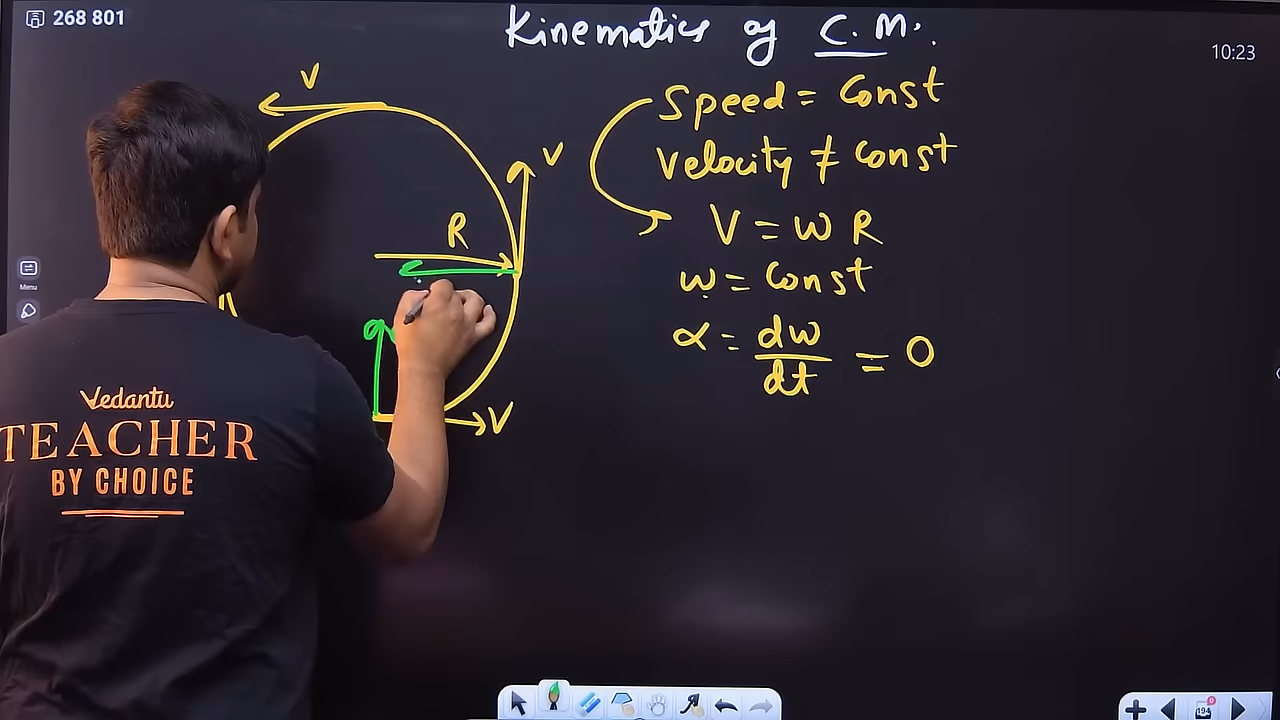 268 801
Kinematics of C.M.
10:23
V
Speed = Const
V
Velocity ≠ Const
R
V = ω R
ω = Const
α = dω/dt = 0
V
Menu
Vedantu
TEACHER
BY CHOICE
494